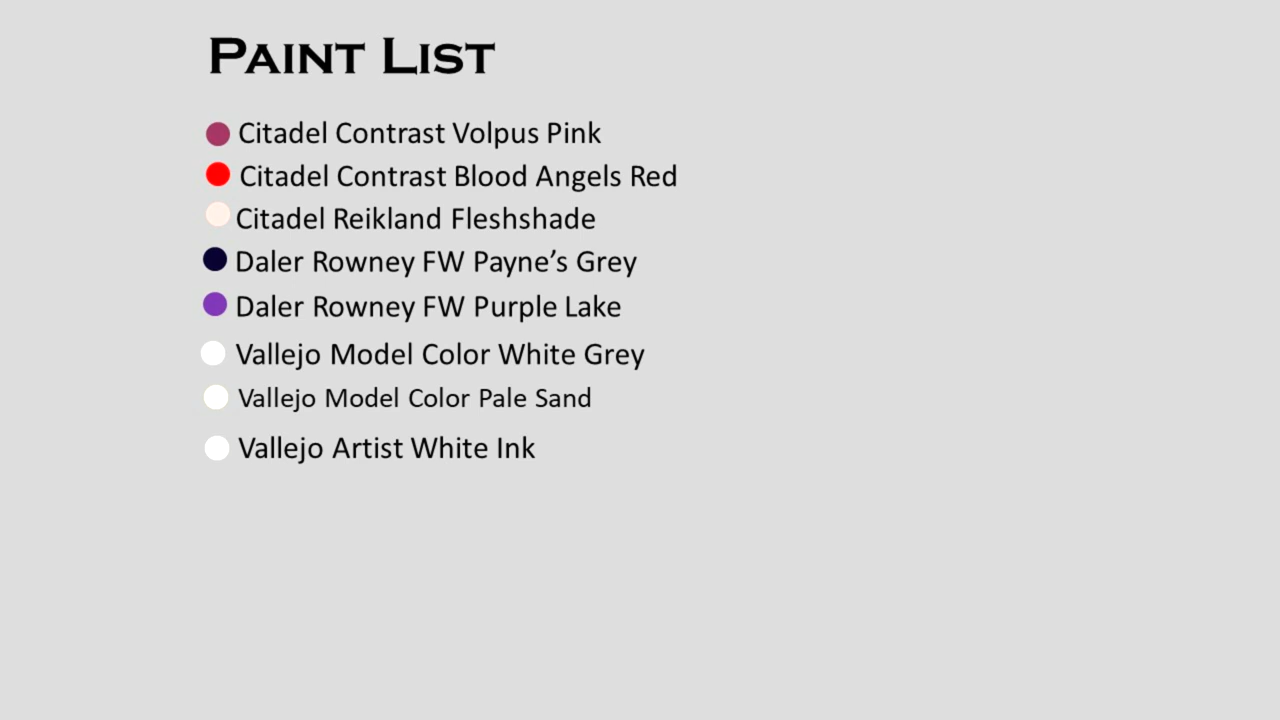 Paint List
Citadel Contrast Volpus Pink
Citadel Contrast Blood Angels Red
Citadel Reikland Fleshshade
Daler Rowney FW Payne’s Grey
Daler Rowney FW Purple Lake
Vallejo Model Color White Grey
Vallejo Model Color Pale Sand
Vallejo Artist White Ink